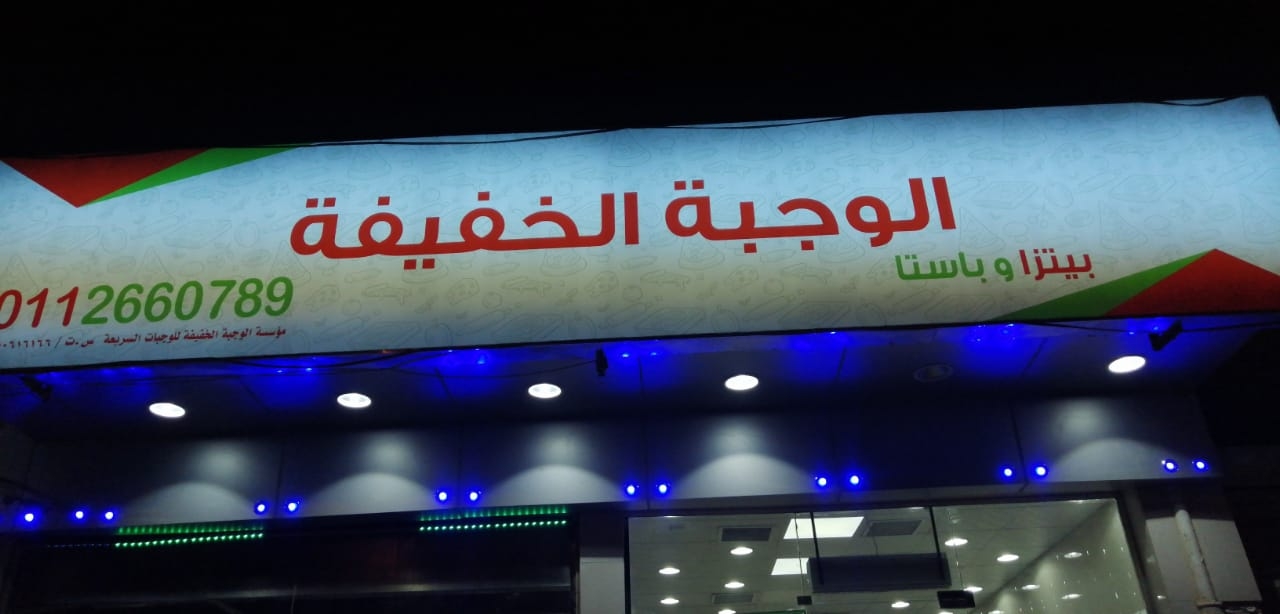 الوجبة الخفيفة
بيتزا و باستا
0112660789
مؤسسة الوجبة الخفيفة للوجبات السريعة س.ت /